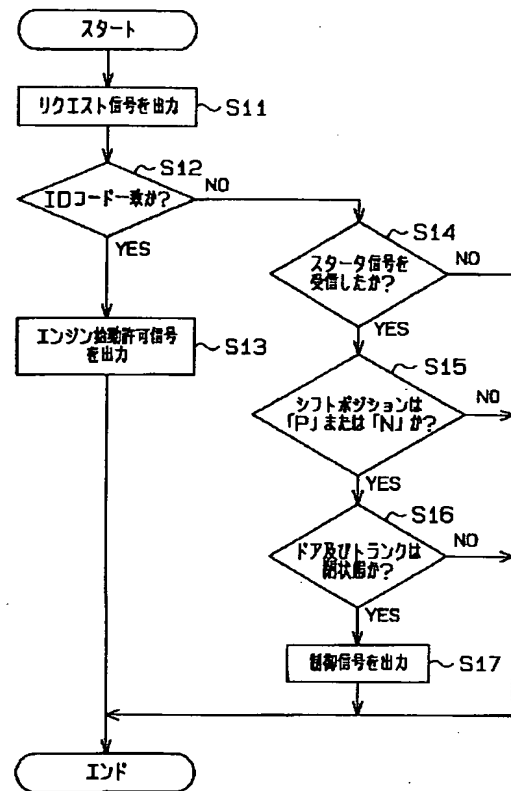 スタート
リクエスト信号を出力
S11
S12
IDコード一致か?
NO
YES
S14
スタータ信号を
受信したか?
NO
YES
エンジン始動許可信号
を出力
S13
S15
シフトポジションは
「P」または「N」か?
NO
YES
S16
ドア及びトランクは
閉状態か?
NO
YES
制御信号を出力
S17
エンド